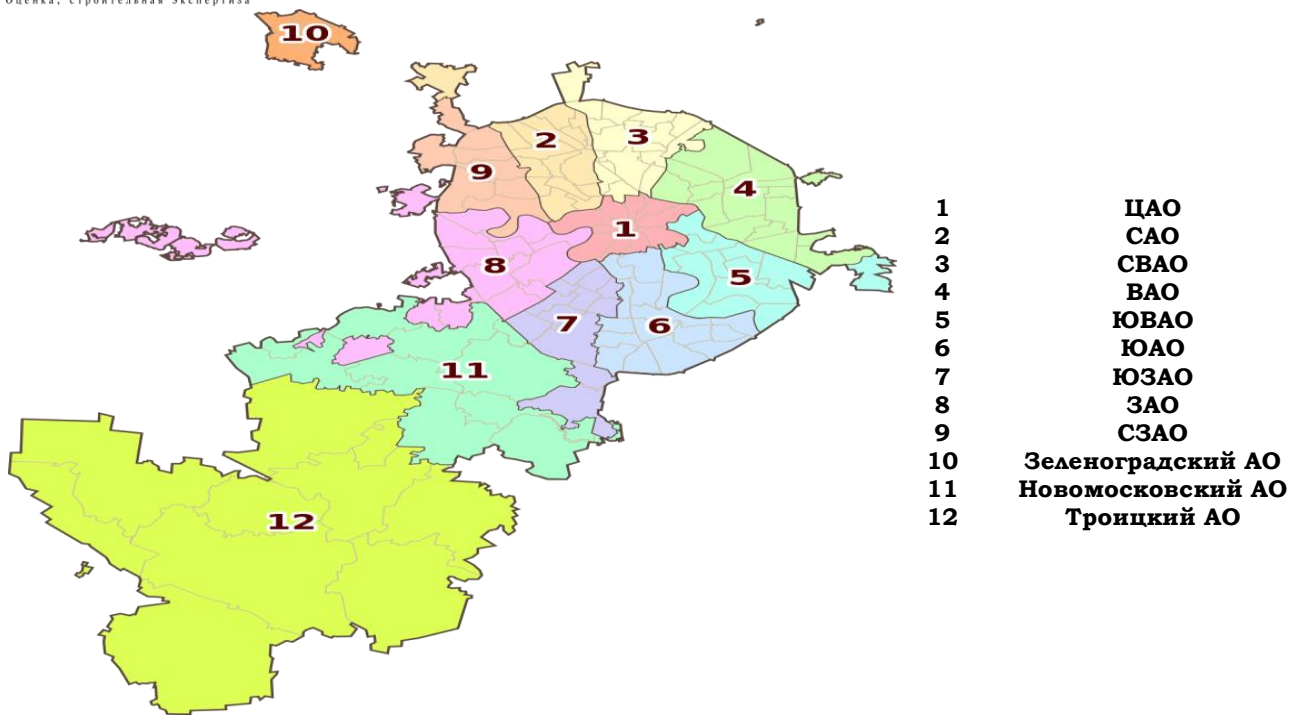 Оценка, строительная экспертиза
10
2
3
9
4
1
8
5
7
6
11
12
1 ЦАО
2 САО
3 СВАО
4 ВАО
5 ЮВАО
6 ЮАО
7 ЮЗАО
8 ЗАО
9 СЗАО
10 Зеленоградский АО
11 Новомосковский АО
12 Троицкий АО